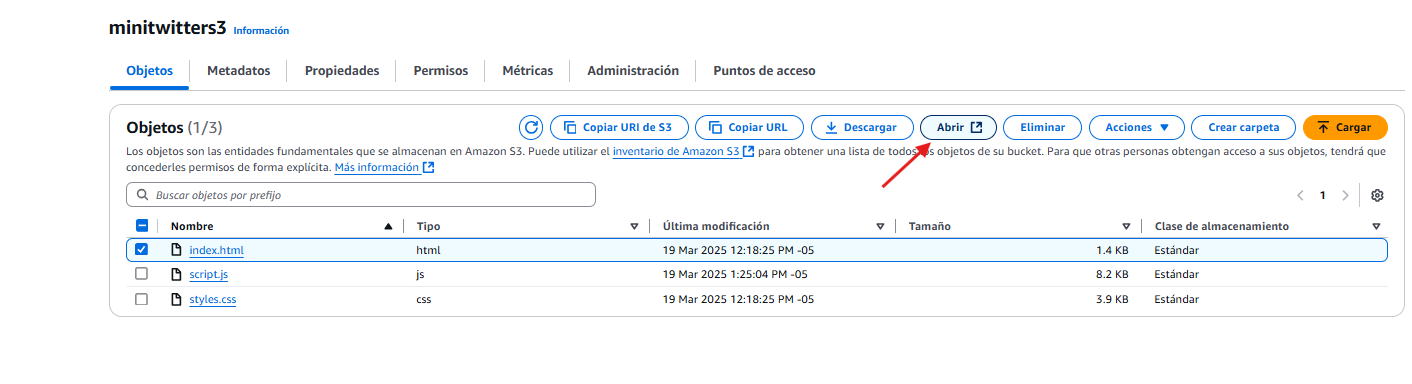 minitwitters3 Información
Objetos Metadatos Propiedades Permisos Métricas Administración Puntos de acceso
Objetos (1/3) Copiar URI de S3 Copiar URL Descargar Abrir Eliminar Acciones Crear carpeta Cargar
Los objetos son las entidades fundamentales que se almacenan en Amazon S3. Puede utilizar el inventario de Amazon S3 para obtener una lista de todos los objetos de su bucket. Para que otras personas obtengan acceso a sus objetos, tendrá que
concederles permisos de forma explícita. Más información
Buscar objetos por prefijo 1
Nombre Tipo Última modificación Tamaño Clase de almacenamiento
index.html html 19 Mar 2025 12:18:25 PM -05 1.4 KB Estándar
script.js js 19 Mar 2025 1:25:04 PM -05 8.2 KB Estándar
styles.css css 19 Mar 2025 12:18:25 PM -05 3.9 KB Estándar